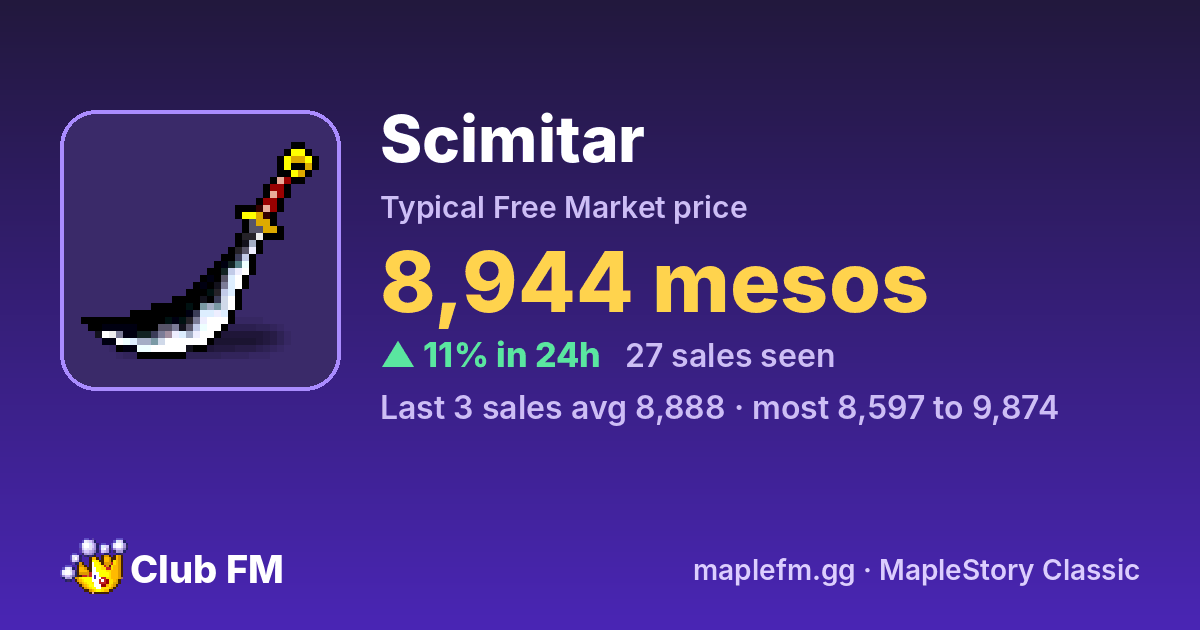 Scimitar
Typical Free Market price
8,944 mesos
▲ 11% in 24h 27 sales seen
Last 3 sales avg 8,888 · most 8,597 to 9,874
Club FM
maplefm.gg · MapleStory Classic